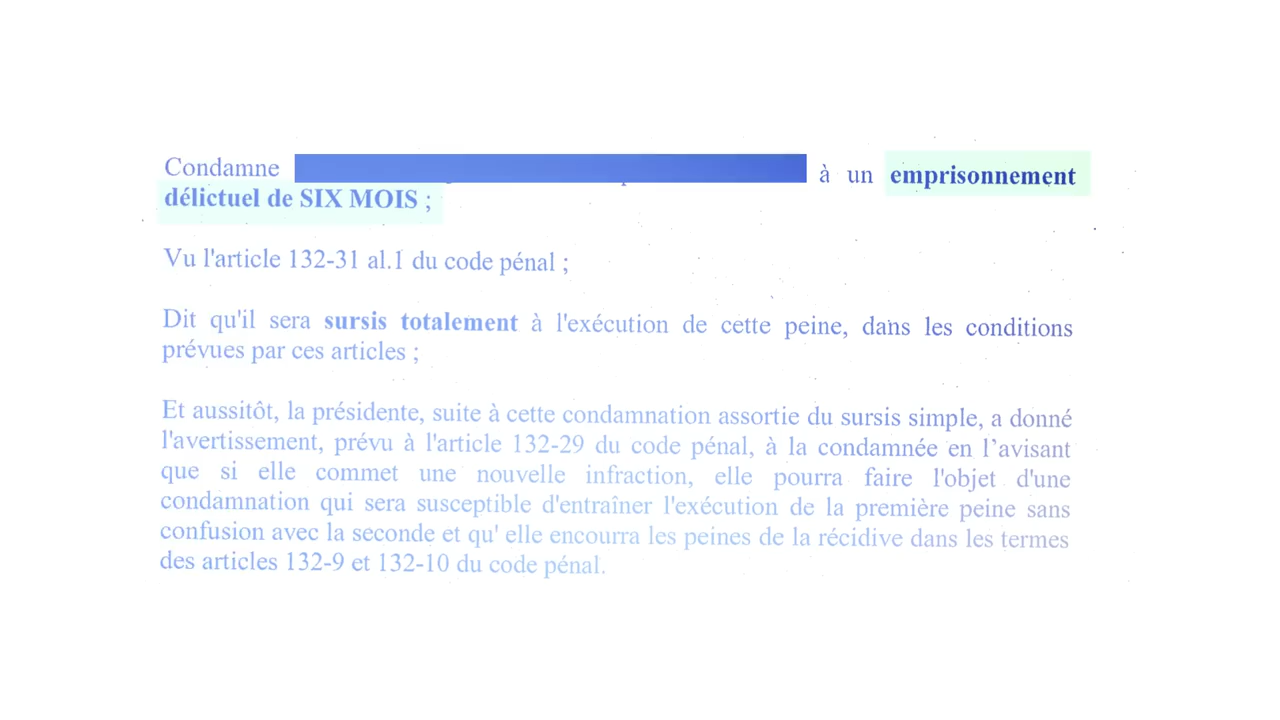 Condamne à un emprisonnement
délictuel de SIX MOIS ;
Vu l'article 132-31 al.1 du code pénal ;
Dit qu'il sera sursis totalement à l'exécution de cette peine, dans les conditions
prévues par ces articles ;
Et aussitôt, la présidente, suite à cette condamnation assortie du sursis simple, a donné
l'avertissement, prévu à l'article 132-29 du code pénal, à la condamnée en l'avisant
que si elle commet une nouvelle infraction, elle pourra faire l'objet d'une
condamnation qui sera susceptible d'entraîner l'exécution de la première peine sans
confusion avec la seconde et qu' elle encourra les peines de la récidive dans les termes
des articles 132-9 et 132-10 du code pénal.